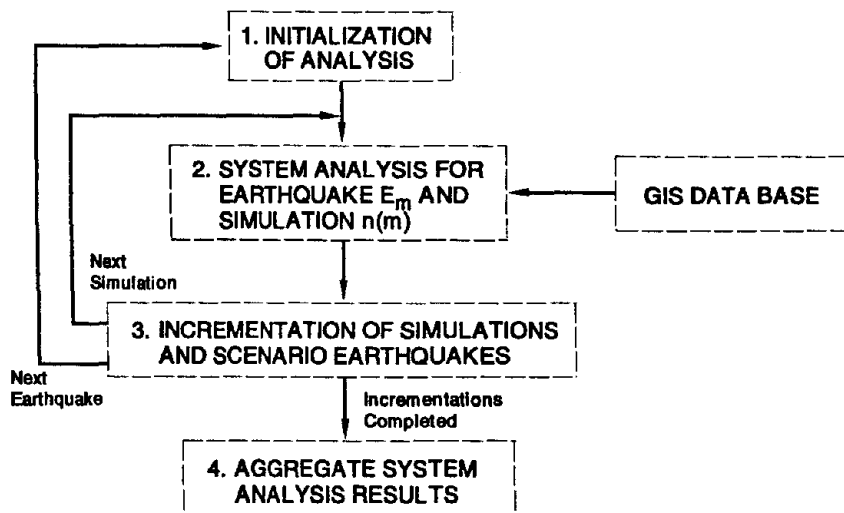 1. INITIALIZATION
OF ANALYSIS
2. SYSTEM ANALYSIS FOR
EARTHQUAKE Em AND
SIMULATION n(m)
GIS DATA BASE
Next
Simulation
3. INCREMENTATION OF SIMULATIONS
AND SCENARIO EARTHQUAKES
Next
Earthquake
Incrementations
Completed
4. AGGREGATE SYSTEM
ANALYSIS RESULTS